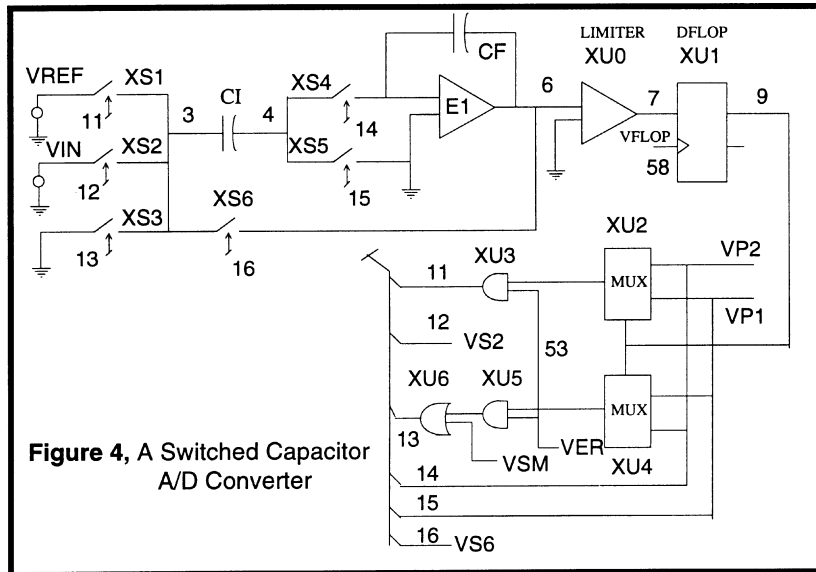 LIMITER DFLOP
XU0 XU1
CF
VREF XS1
CI XS4 6 7 9
3 4 E1
11 14
VFLOP
VIN XS2 XS5 58
12 15
XS3 XS6
13 16
XU2
XU3 VP2
11 MUX
VP1
12
VS2 53
XU6 XU5
MUX
13
VER
VSM XU4
Figure 4, A Switched Capacitor
A/D Converter
14
15
16 VS6